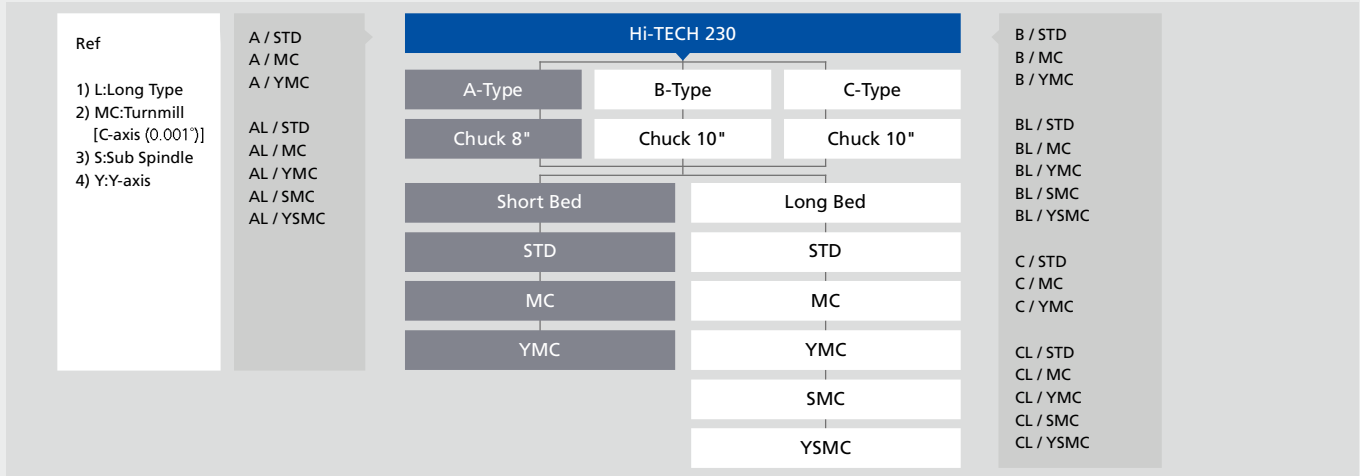 Ref
1) L:Long Type
2) MC:Turnmill
[C-axis (0.001°)]
3) S:Sub Spindle
4) Y:Y-axis
A / STD
A / MC
A / YMC
AL / STD
AL / MC
AL / YMC
AL / SMC
AL / YSMC
Hi-TECH 230
A-Type
B-Type
C-Type
Chuck 8"
Chuck 10"
Chuck 10"
Short Bed
Long Bed
STD
STD
MC
MC
YMC
YMC
SMC
YSMC
B / STD
B / MC
B / YMC
BL / STD
BL / MC
BL / YMC
BL / SMC
BL / YSMC
C / STD
C / MC
C / YMC
CL / STD
CL / MC
CL / YMC
CL / SMC
CL / YSMC